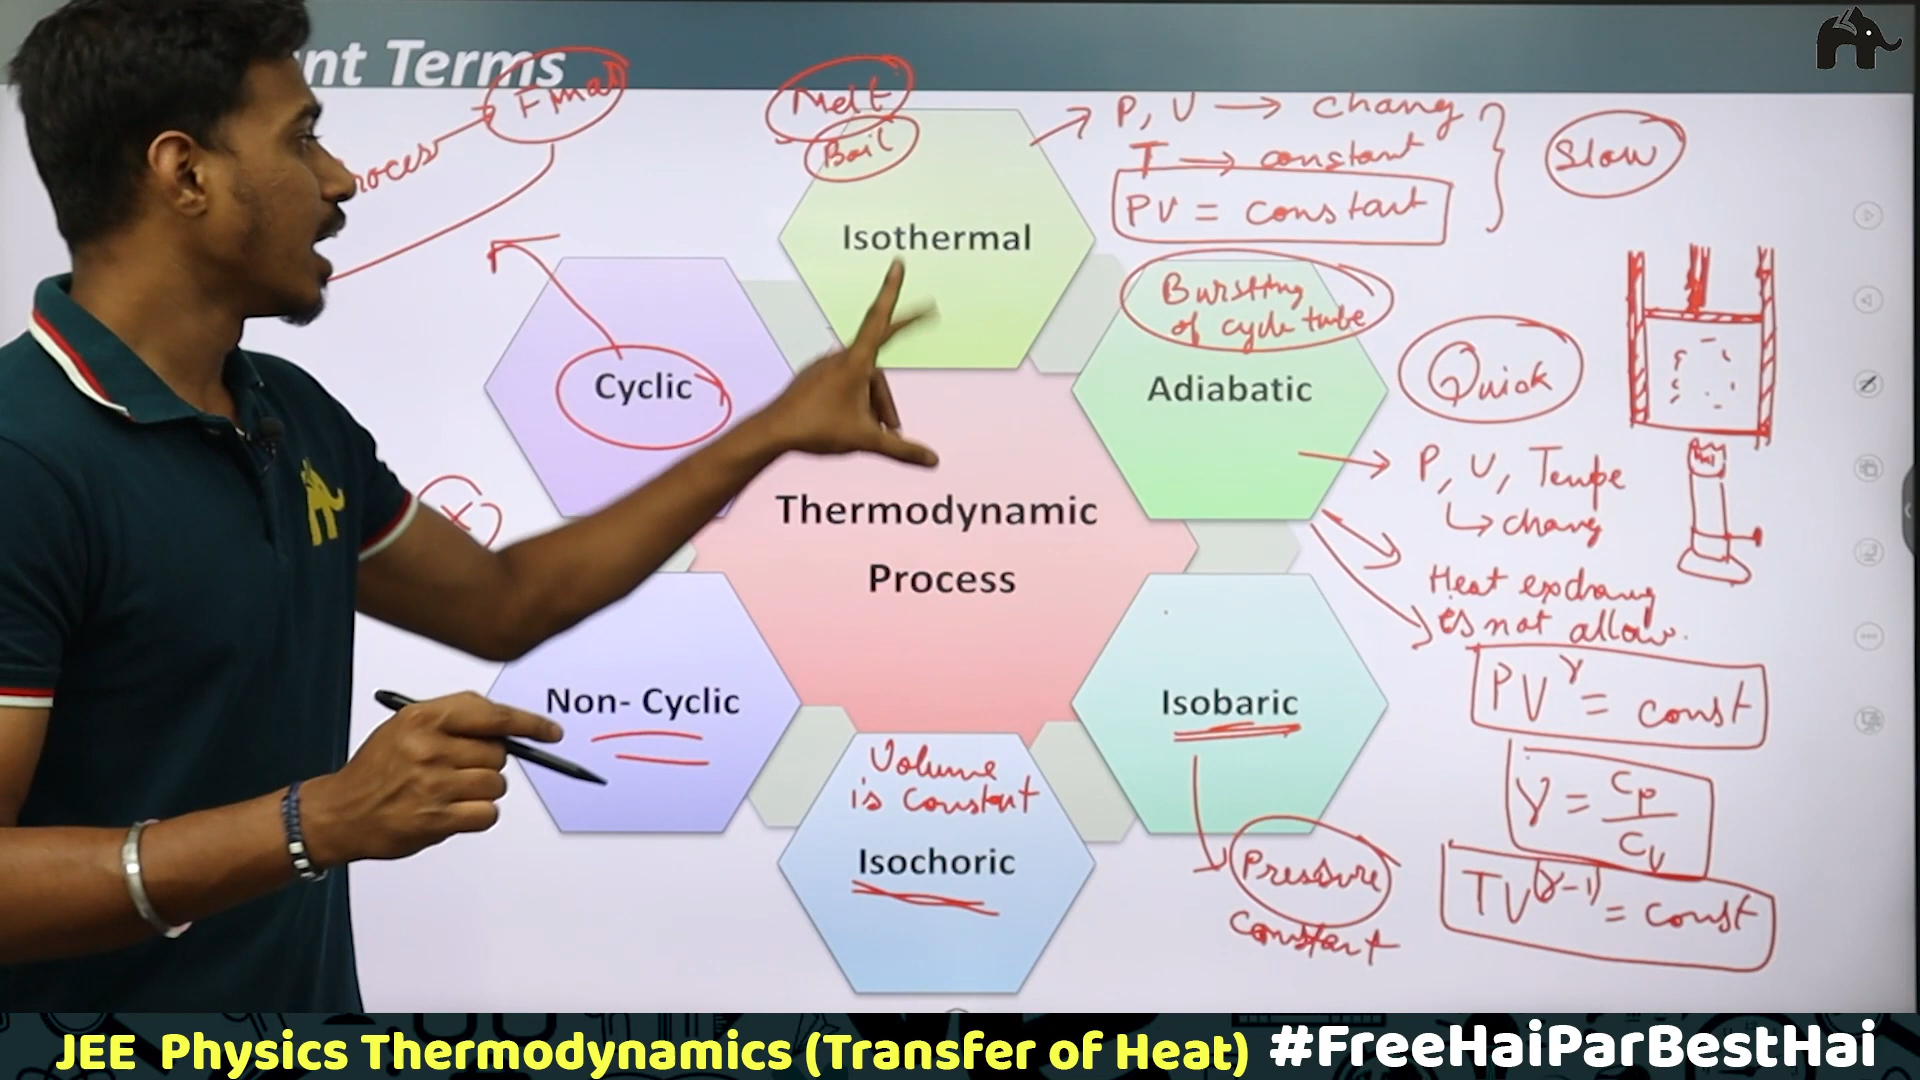 nt Terms
Final
rocess
Melt
Boil
P, V → chang
T → constant
PV = constant
Slow
Isothermal
Bursting
of cycle tube
Cyclic
Adiabatic
Quick
P, V, Tempe
↳ chang
Heat exchang
is not allow.
Thermodynamic
Process
PV^γ = const
Non- Cyclic
Isobaric
γ = Cp/Cv
Volume
is constant
Isochoric
Pressure
constant
TV^(γ-1) = const
JEE Physics Thermodynamics (Transfer of Heat) #FreeHaiParBestHai